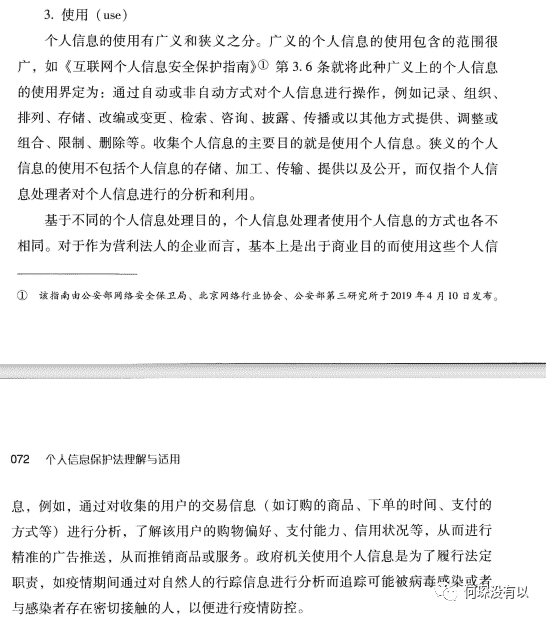 3. 使用（use）
个人信息的使用有广义和狭义之分。广义的个人信息的使用包含的范围很
广，如《互联网个人信息安全保护指南》① 第 3.6 条就将此种广义上的个人信息
的使用界定为：通过自动或非自动方式对个人信息进行操作，例如记录、组织、
排列、存储、改编或变更、检索、咨询、披露、传播或以其他方式提供、调整或
组合、限制、删除等。收集个人信息的主要目的就是使用个人信息。狭义的个人
信息的使用不包括个人信息的存储、加工、传输、提供以及公开，而仅指个人信
息处理者对个人信息进行的分析和利用。
基于不同的个人信息处理目的，个人信息处理者使用个人信息的方式也各不
相同。对于作为营利法人的企业而言，基本上是出于商业目的而使用这些个人信
① 该指南由公安部网络安全保卫局、北京网络行业协会、公安部第三研究所于 2019 年 4 月 10 日发布。
072 个人信息保护法理解与适用
息，例如，通过对收集的用户的交易信息（如订购的商品、下单的时间、支付的
方式等）进行分析，了解该用户的购物偏好、支付能力、信用状况等，从而进行
精准的广告推送，从而推销商品或服务。政府机关使用个人信息是为了履行法定
职责，如疫情期间通过对自然人的行踪信息进行分析而追踪可能被病毒感染或者
与感染者存在密切接触的人，以便进行疫情防控。
何琛没有以